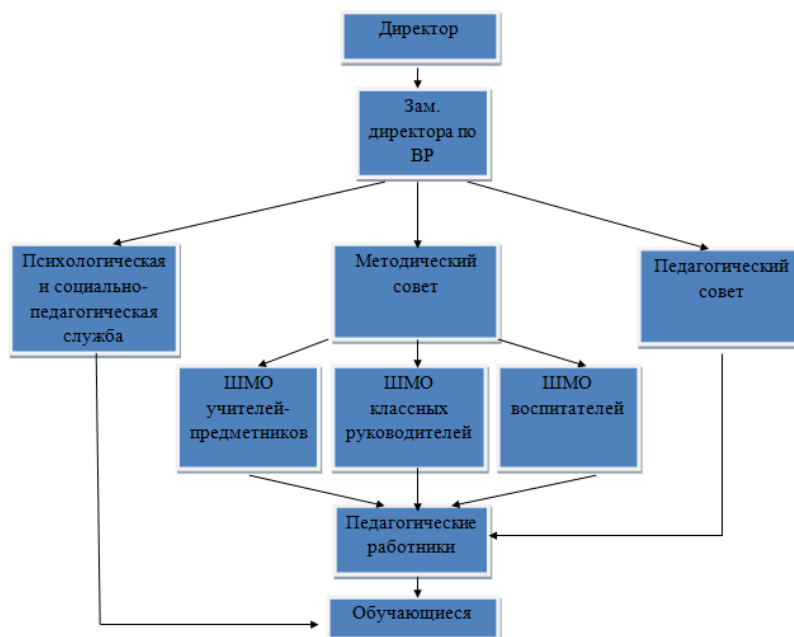 Директор
Зам.
директора по
ВР
Психологическая
и социально-
педагогическая
служба
Методический
совет
Педагогический
совет
ШМО
учителей-
предметников
ШМО
классных
руководителей
ШМО
воспитателей
Педагогические
работники
Обучающиеся